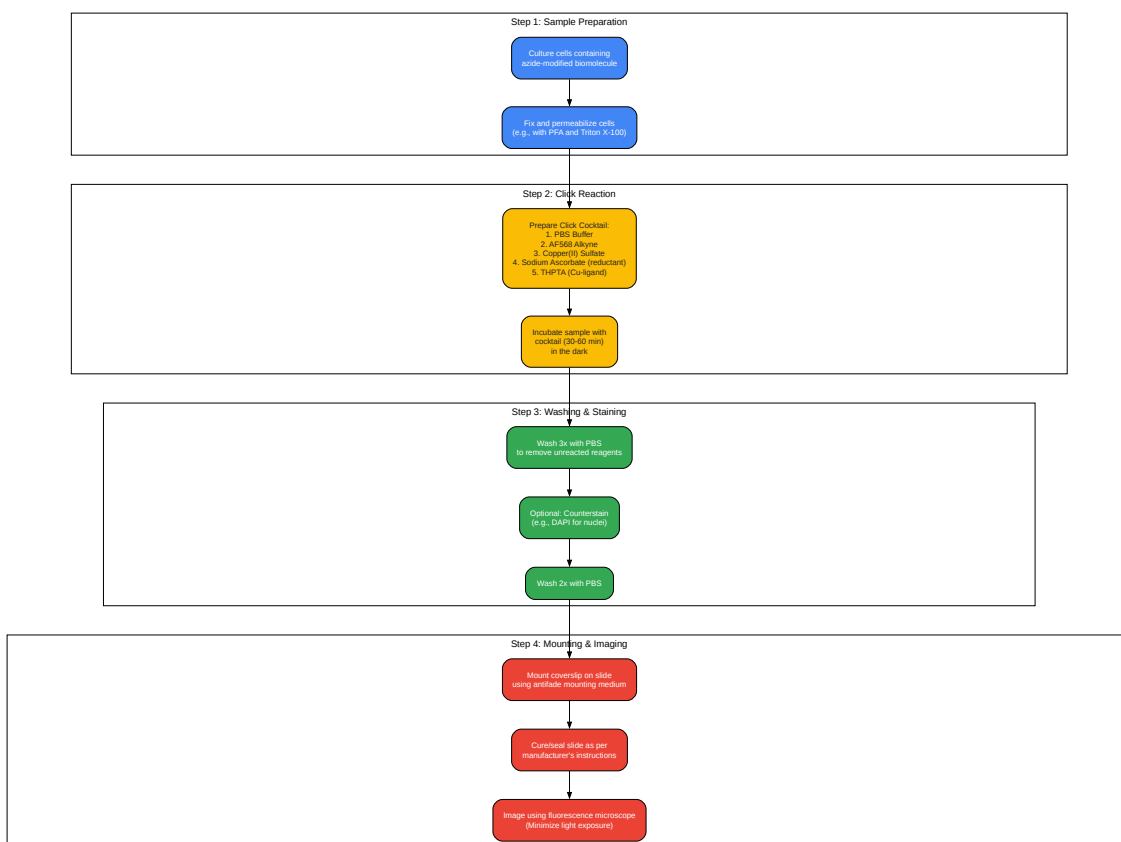 Step 1: Sample Preparation
Culture cells containing
azide-modified biomolecule
Fix and permeabilize cells
(e.g., with PFA and Triton X-100)
Step 2: Click Reaction
Prepare Click Cocktail:
1. PBS Buffer
2. AF568 Alkyne
3. Copper(II) Sulfate
4. Sodium Ascorbate (reductant)
5. THPTA (Cu-ligand)
Incubate sample with
cocktail (30-60 min)
in the dark
Step 3: Washing & Staining
Wash 3x with PBS
to remove unreacted reagents
Optional: Counterstain
(e.g., DAPI for nuclei)
Wash 2x with PBS
Step 4: Mounting & Imaging
Mount coverslip on slide
using antifade mounting medium
Cure/seal slide as per
manufacturer's instructions
Image using fluorescence microscope
(Minimize light exposure)